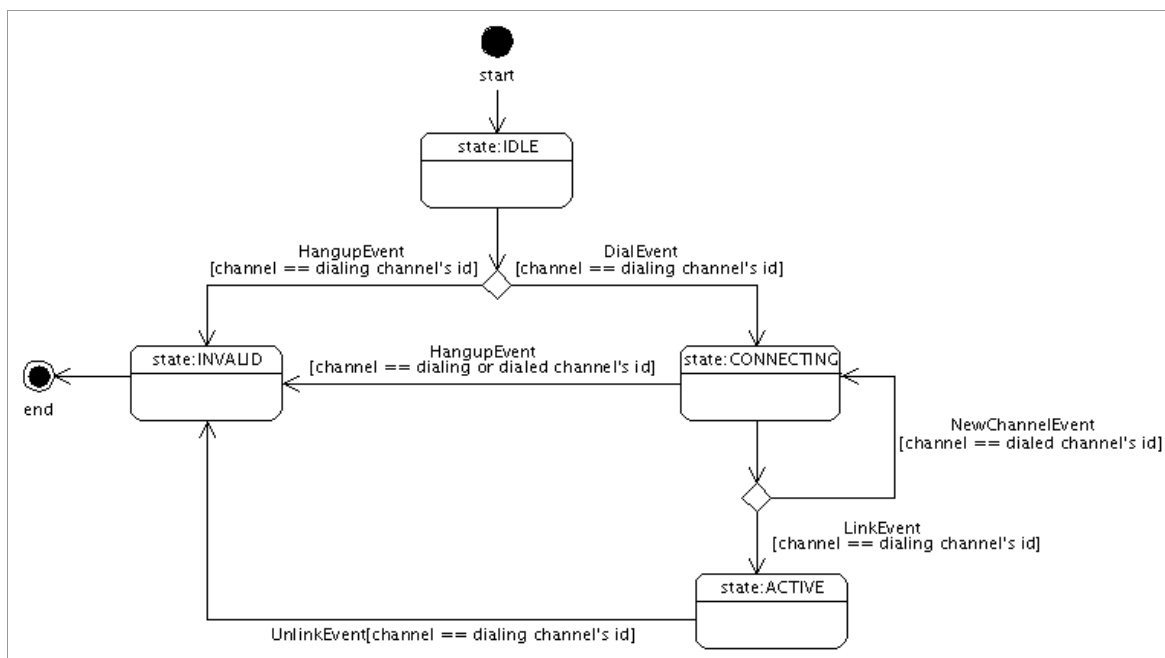 start
state:IDLE
HangupEvent
[channel == dialing channel's id]
DialEvent
[channel == dialing channel's id]
state:INVALID
HangupEvent
[channel == dialing or dialed channel's id]
state:CONNECTING
end
NewChannelEvent
[channel == dialed channel's id]
LinkEvent
[channel == dialing channel's id]
state:ACTIVE
UnlinkEvent[channel == dialing channel's id]